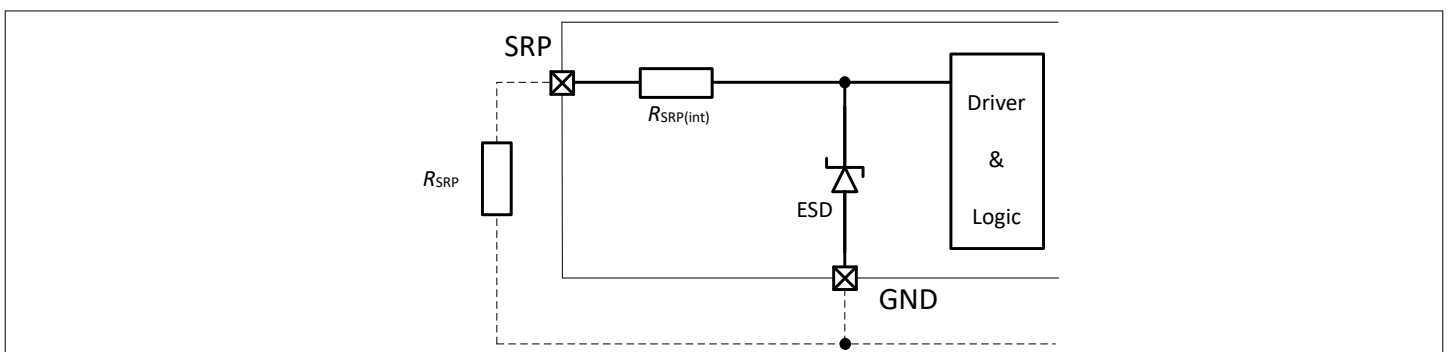 SRP
RSRP(int)
Driver
&
Logic
RSRP
ESD
GND